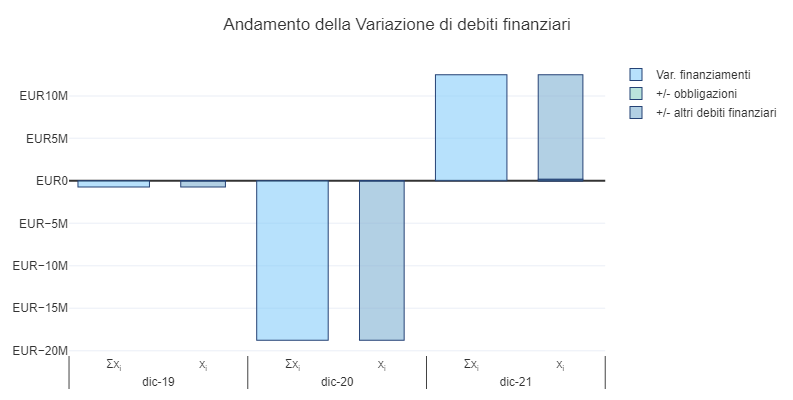 Andamento della Variazione di debiti finanziari
Var. finanziamenti
+/- obbligazioni
+/- altri debiti finanziari
EUR10M
EUR5M
EUR0
EUR−5M
EUR−10M
EUR−15M
EUR−20M
Σxi xi Σxi xi Σxi xi
dic-19 dic-20 dic-21